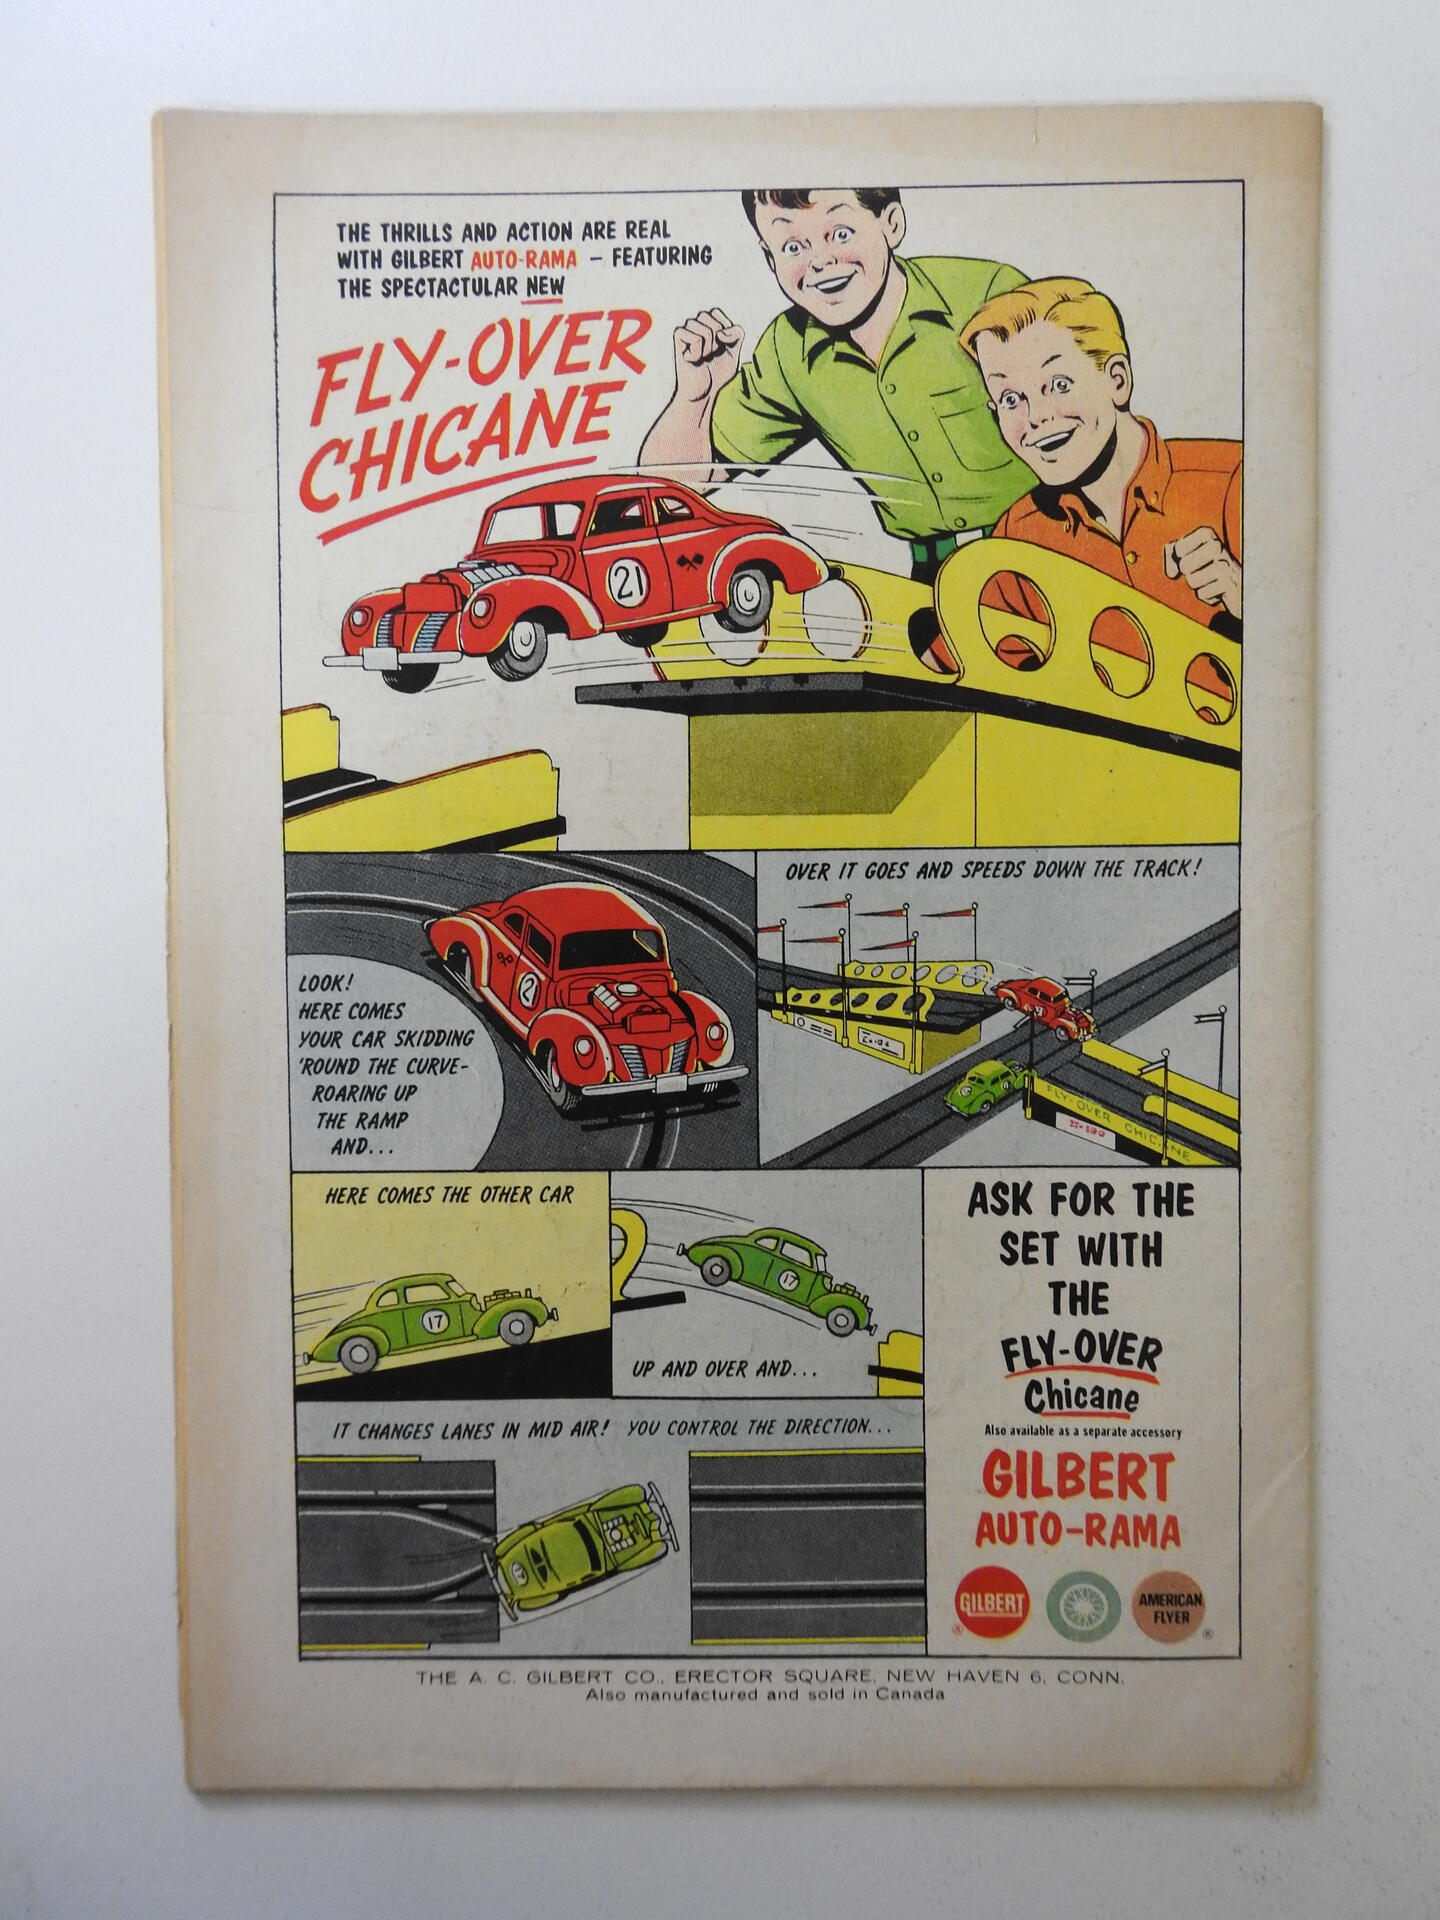 THE THRILLS AND ACTION ARE REAL
WITH GILBERT AUTO-RAMA – FEATURING
THE SPECTACTULAR NEW
FLY-OVER
CHICANE
21
LOOK!
HERE COMES
YOUR CAR SKIDDING
'ROUND THE CURVE-
ROARING UP
THE RAMP
AND...
2
OVER IT GOES AND SPEEDS DOWN THE TRACK!
FLY-OVER CHICANE
HERE COMES THE OTHER CAR
17
17
UP AND OVER AND...
IT CHANGES LANES IN MID AIR! YOU CONTROL THE DIRECTION...
ASK FOR THE
SET WITH
THE
FLY-OVER
Chicane
Also available as a separate accessory
GILBERT
AUTO-RAMA
GILBERT
®
AMERICAN
FLYER
®
THE A. C. GILBERT CO., ERECTOR SQUARE, NEW HAVEN 6, CONN.
Also manufactured and sold in Canada